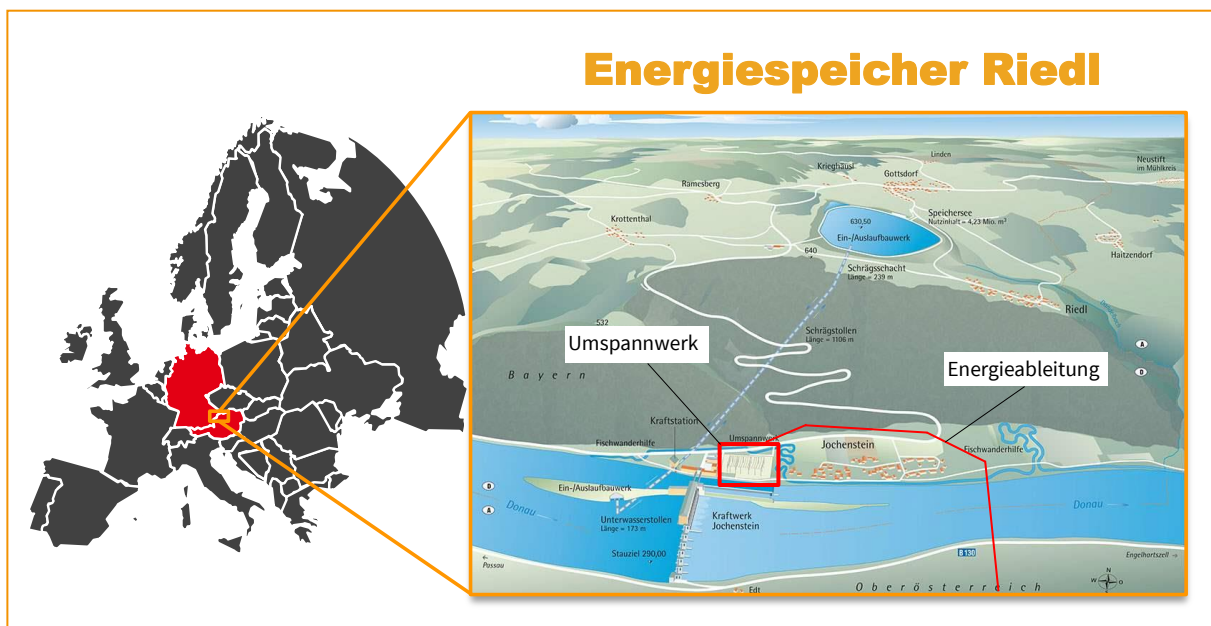 Energiespeicher Riedl
Linden
Krieghäusl
Neustift
im Mühlkreis
Gottsdorf
Ramesberg
Speichersee
Nutzinhalt = 4,23 Mio. m³
Krottenthal
630,50
Ein-/Auslaufbauwerk
640
Haitzendorf
Schrägschacht
Länge = 239 m
Riedl
532
Schrägstollen
Länge = 1106 m
Umspannwerk
A
D
Bayern
Energieableitung
Kraftstation
Umspannwerk
Jochenstein
Fischwanderhilfe
Fischwanderhilfe
D
A
Ein-/Auslaufbauwerk
Donau
Unterwasserstollen
Länge = 173 m
Kraftwerk
Jochenstein
Donau
Stauziel 290,00
B130
Engelhartszell
Passau
Oberösterreich
Edt
N
W
O
S